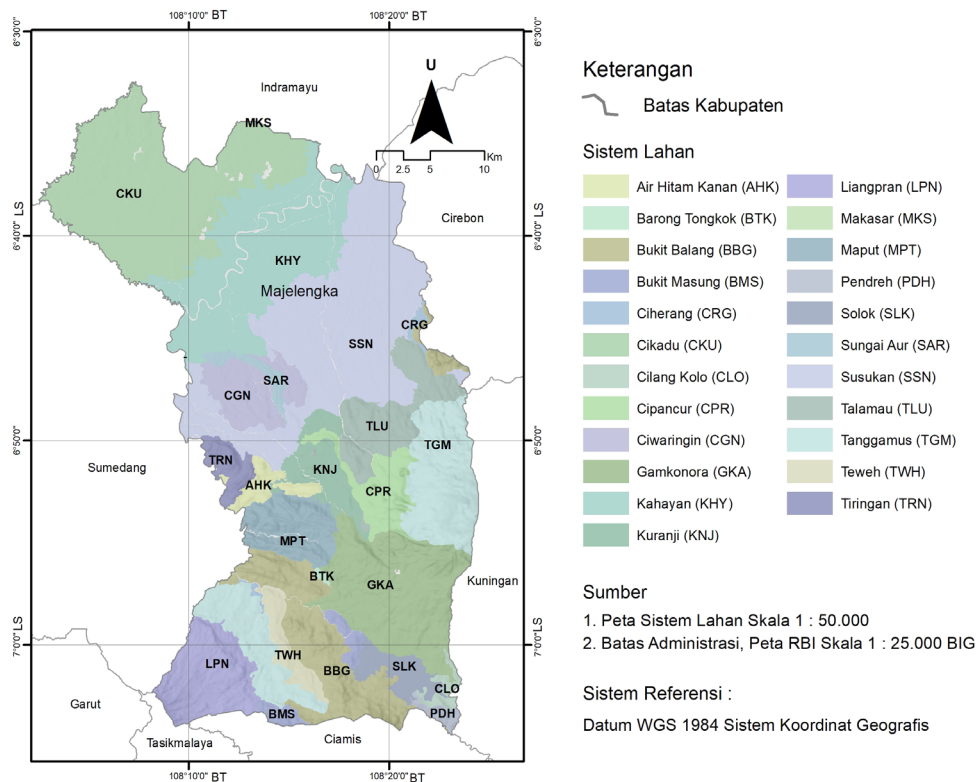 108°10'0" BT
108°20'0" BT
6°30'0"
6°40'0" LS
6°50'0"
7°0'0" LS
6°30'0"
6°40'0" LS
6°50'0"
7°0'0"LS
108°10'0" BT
108°20'0" BT
U
0 2.5 5 10 Km
Indramayu
Cirebon
Majelengka
Sumedang
Kuningan
Garut
Tasikmalaya
Ciamis
MKS
CKU
KHY
CRG
SSN
SAR
CGN
TLU
TGM
TRN
KNJ
AHK
CPR
MPT
BTK
GKA
LPN
TWH
BBG
SLK
CLO
BMS
PDH
Keterangan
Batas Kabupaten
Sistem Lahan
Air Hitam Kanan (AHK)
Barong Tongkok (BTK)
Bukit Balang (BBG)
Bukit Masung (BMS)
Ciherang (CRG)
Cikadu (CKU)
Cilang Kolo (CLO)
Cipancur (CPR)
Ciwaringin (CGN)
Gamkonora (GKA)
Kahayan (KHY)
Kuranji (KNJ)
Liangpran (LPN)
Makasar (MKS)
Maput (MPT)
Pendreh (PDH)
Solok (SLK)
Sungai Aur (SAR)
Susukan (SSN)
Talamau (TLU)
Tanggamus (TGM)
Teweh (TWH)
Tiringan (TRN)
Sumber
1. Peta Sistem Lahan Skala 1 : 50.000
2. Batas Administrasi, Peta RBI Skala 1 : 25.000 BIG
Sistem Referensi :
Datum WGS 1984 Sistem Koordinat Geografis